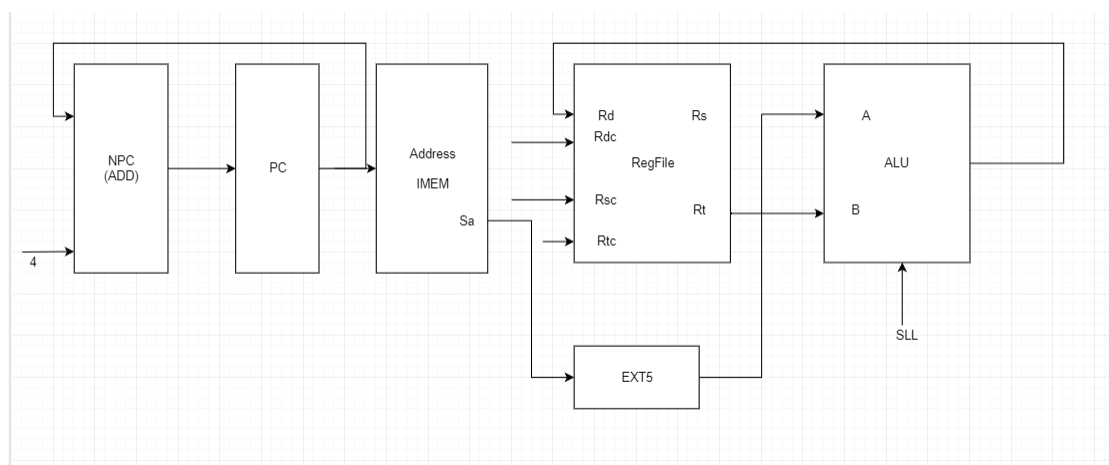 NPC
(ADD)
4
PC
Address
IMEM
Sa
Rd
Rs
Rdc
RegFile
Rsc
Rt
Rtc
A
ALU
B
SLL
EXT5